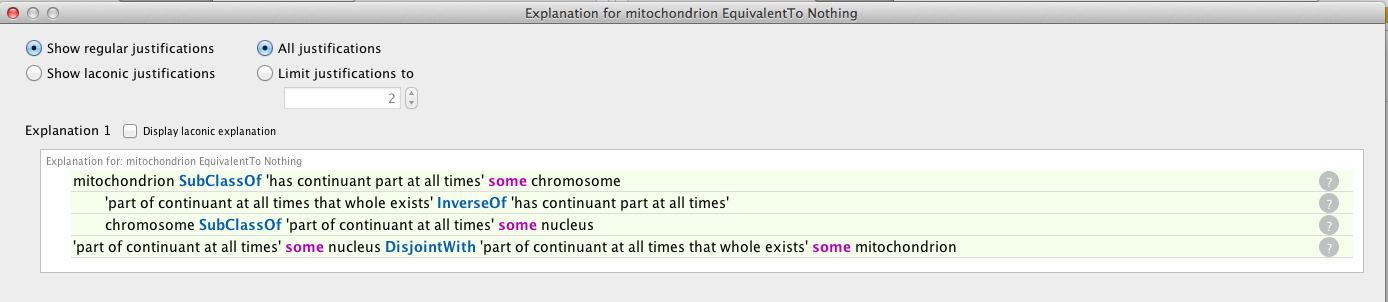 Explanation for mitochondrion EquivalentTo Nothing
Show regular justifications All justifications
Show laconic justifications Limit justifications to
2
Explanation 1 Display laconic explanation
Explanation for: mitochondrion EquivalentTo Nothing
mitochondrion SubClassOf 'has continuant part at all times' some chromosome ?
'part of continuant at all times that whole exists' InverseOf 'has continuant part at all times' ?
chromosome SubClassOf 'part of continuant at all times' some nucleus ?
'part of continuant at all times' some nucleus DisjointWith 'part of continuant at all times that whole exists' some mitochondrion ?